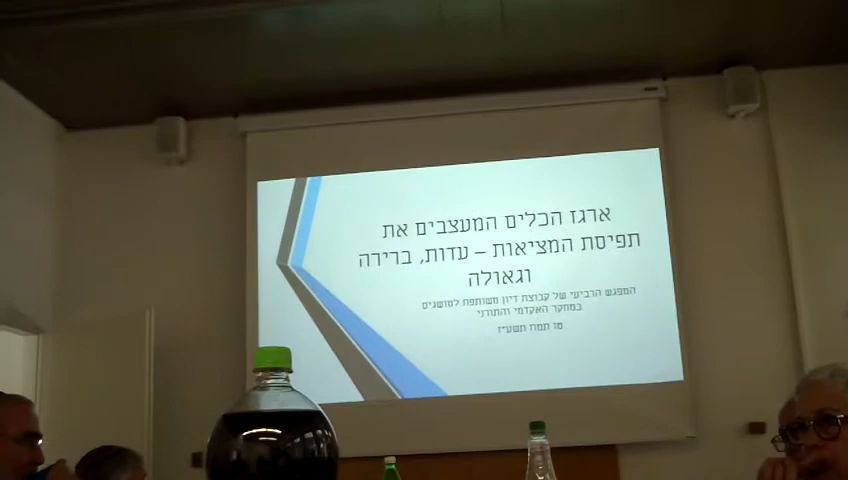 ארגז הכלים המעצבים את
תפיסת המציאות – עדות, ברירה
וגאולה
המפגש הרביעי של קבוצת דיון משותפת למושגים
במחקר האקדמי והתורני
טו תמוז תשע"ז